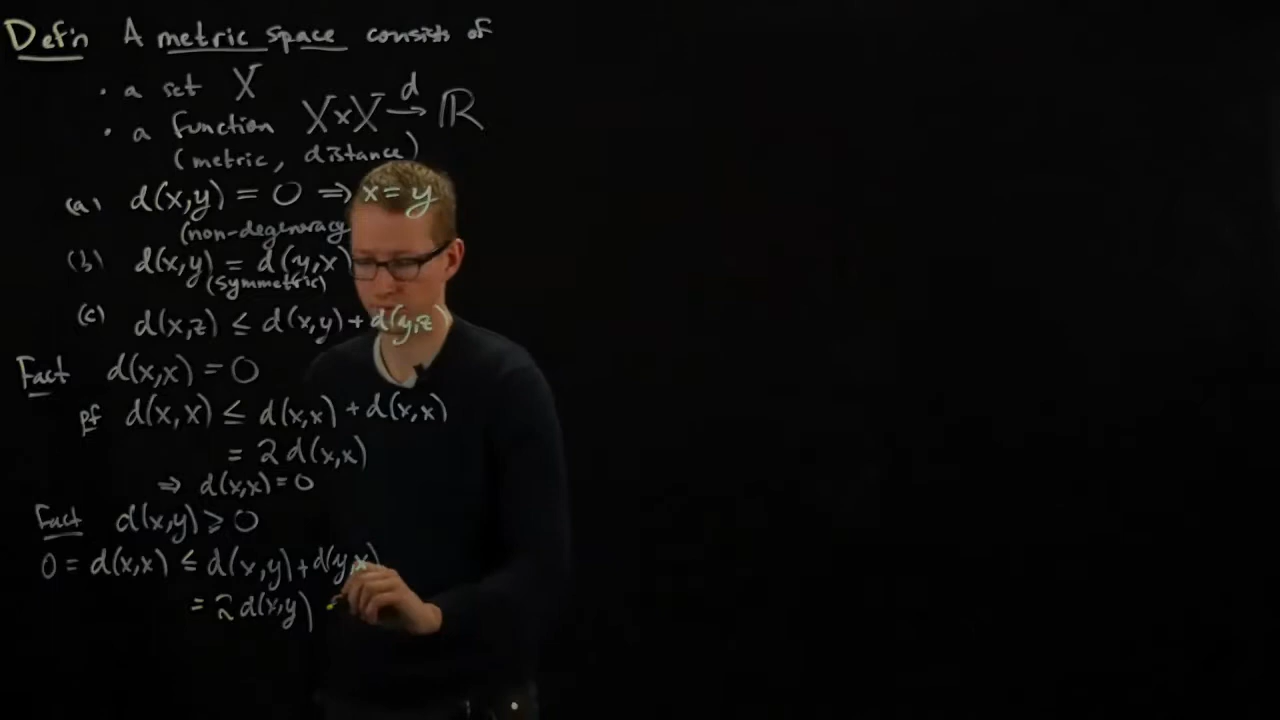 Def'n A metric space consists of
· a set X
· a function X×X →^d ℝ
(metric, distance)
(a) d(x,y) = 0 ⇒ x = y
(non-degeneracy
(b) d(x,y) = d(y,x)
(symmetric)
(c) d(x,z) ≤ d(x,y) + d(y,z)
Fact d(x,x) = 0
pf d(x,x) ≤ d(x,x) + d(x,x)
= 2 d(x,x)
⇒ d(x,x) = 0
Fact d(x,y) ≥ 0
0 = d(x,x) ≤ d(x,y) + d(y,x)
= 2 d(x,y)